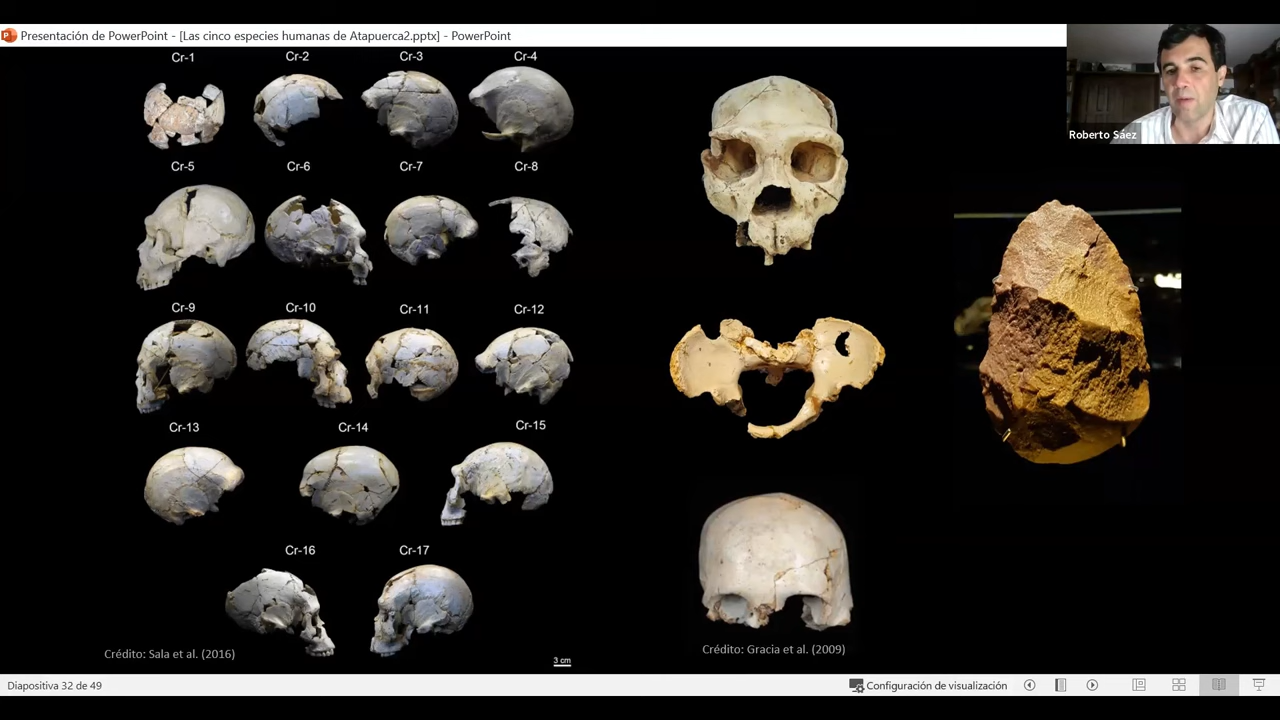 Presentación de PowerPoint - [Las cinco especies humanas de Atapuerca2.pptx] - PowerPoint
Roberto Sáez
Cr-1 Cr-2 Cr-3 Cr-4
Cr-5 Cr-6 Cr-7 Cr-8
Cr-9 Cr-10 Cr-11 Cr-12
Cr-13 Cr-14 Cr-15
Cr-16 Cr-17
Crédito: Sala et al. (2016)
3 cm
Crédito: Gracia et al. (2009)
Diapositiva 32 de 49
Configuración de visualización